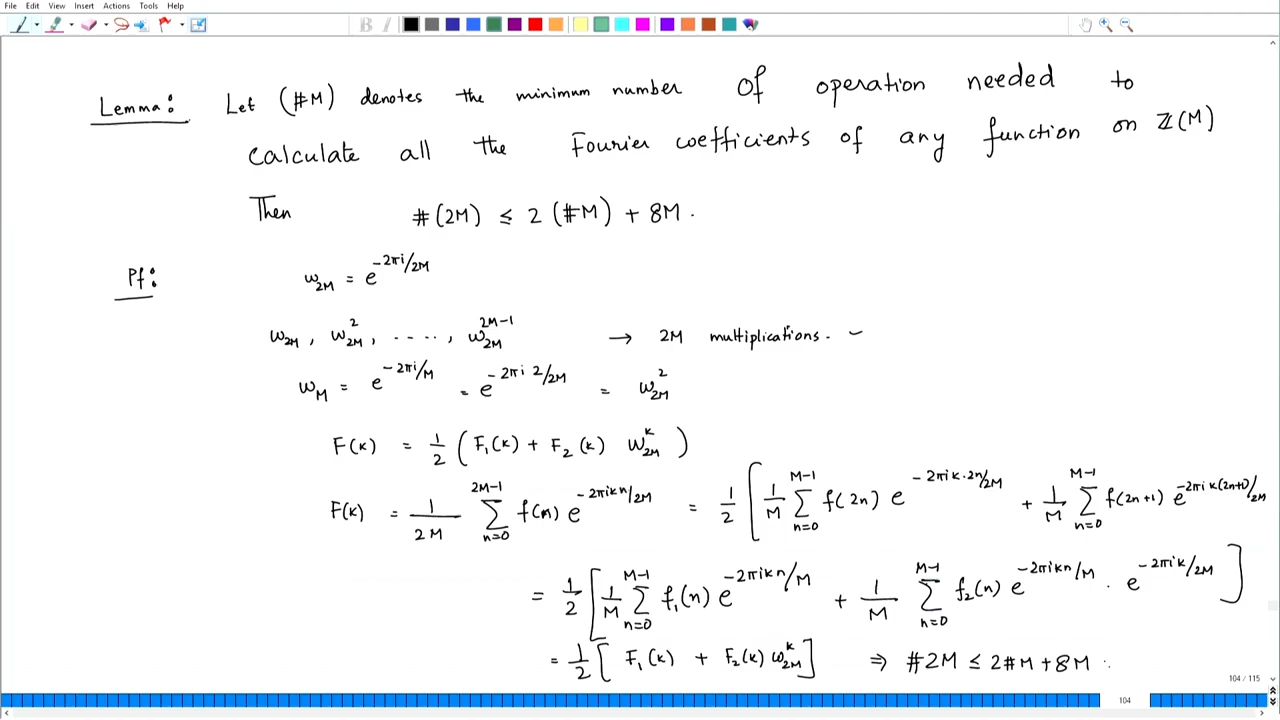 File Edit View Insert Actions Tools Help
B I
Lemma: Let (#M) denotes the minimum number of operation needed to
calculate all the Fourier coefficients of any function on ℤ(M)
Then #(2M) ≤ 2 (#M) + 8M.
Pf: ω_{2M} = e^{-2πi/2M}
ω_{2M}, ω_{2M}^2, ....., ω_{2M}^{2M-1} → 2M multiplications. ~
ω_M = e^{-2πi/M} = e^{-2πi 2/2M} = ω_{2M}^2
F(k) = 1/2 (F_1(k) + F_2(k) ω_{2M}^k)
F(k) = 1/2M ∑_{n=0}^{2M-1} f(n) e^{-2πikn/2M} = 1/2 [1/M ∑_{n=0}^{M-1} f(2n) e^{-2πik·2n/2M} + 1/M ∑_{n=0}^{M-1} f(2n+1) e^{-2πik(2n+1)/2M}
= 1/2 [1/M ∑_{n=0}^{M-1} f_1(n) e^{-2πikn/M} + 1/M ∑_{n=0}^{M-1} f_2(n) e^{-2πikn/M} · e^{-2πik/2M}]
= 1/2 [F_1(k) + F_2(k) ω_{2M}^k] ⇒ #2M ≤ 2#M + 8M
104 / 115
104